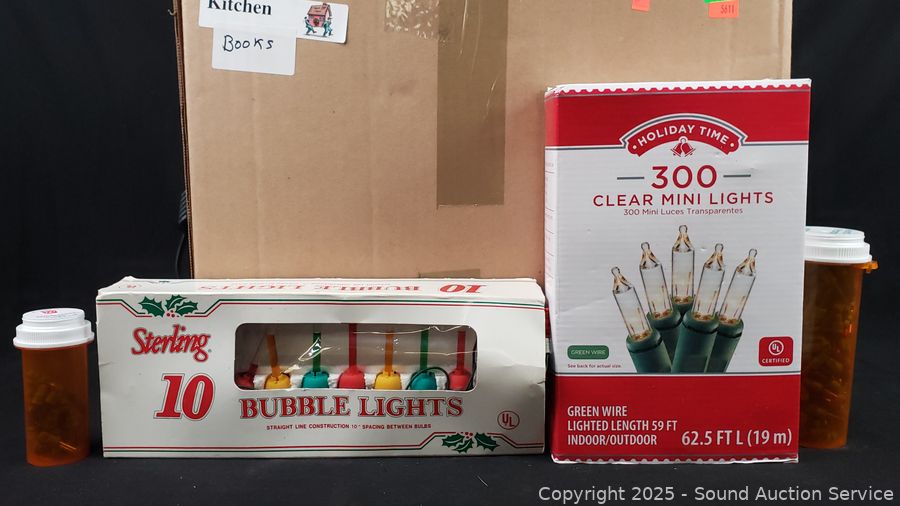 Kitchen
Books
5611
HOLIDAY TIME
300
CLEAR MINI LIGHTS
300 Mini Luces Transparentes
GREEN WIRE
See back for actual size.
UL
CERTIFIED
GREEN WIRE
LIGHTED LENGTH 59 FT
INDOOR/OUTDOOR
62.5 FT L (19 m)
10 BUBBLE LIGHTS
Sterling
10
BUBBLE LIGHTS
STRAIGHT LINE CONSTRUCTION 10" SPACING BETWEEN BULBS
UL
Copyright 2025 - Sound Auction Service